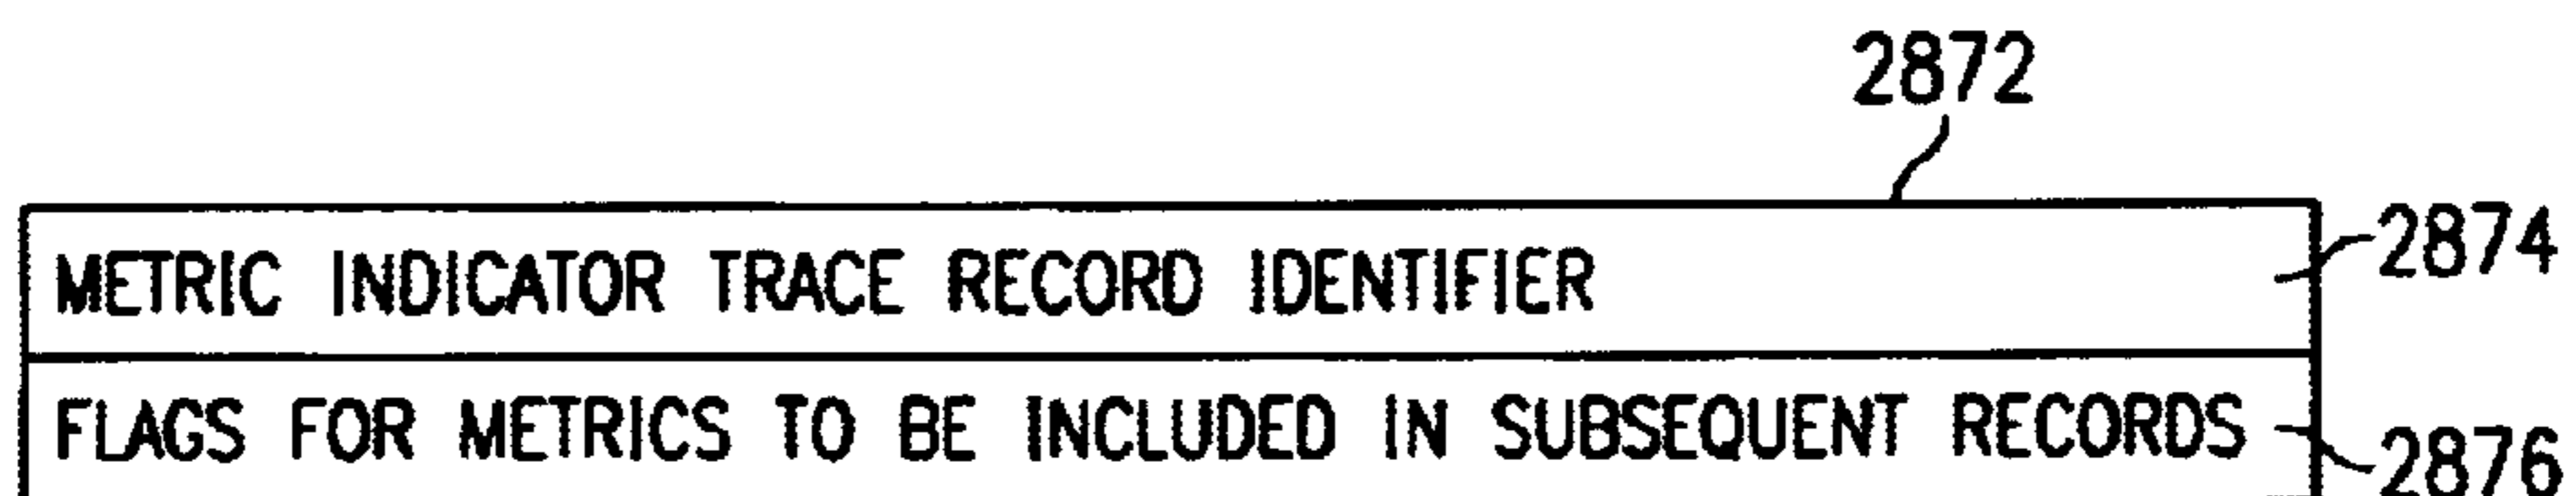 2872
METRIC INDICATOR TRACE RECORD IDENTIFIER
2874
FLAGS FOR METRICS TO BE INCLUDED IN SUBSEQUENT RECORDS
2876